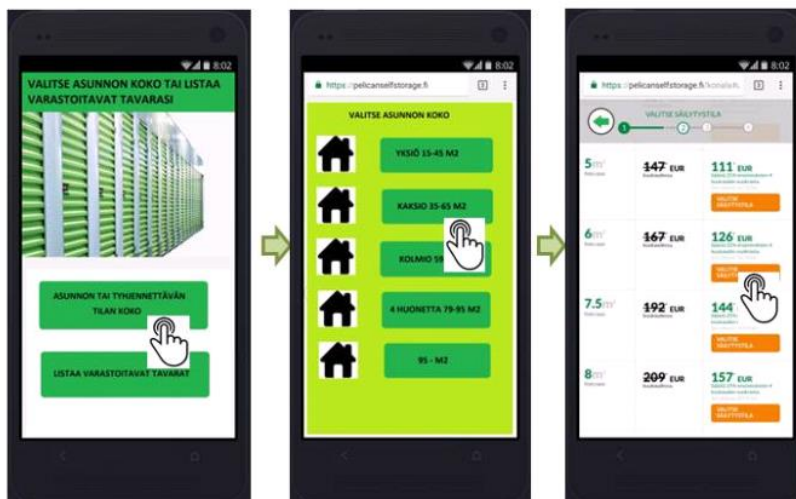 8:02
VALITSE ASUNNON KOKO TAI LISTAA
VARASTOITAVAT TAVARASI
ASUNNON TAI TYHJENNETTÄVÄN
TILAN KOKO
LISTAA VARASTOITAVAT TAVARAT
8:02
https://pelicanselfstorage.fi
VALITSE ASUNNON KOKO
YKSIÖ 15-45 M2
KAKSIO 35-65 M2
KOLMIO 59
4 HUONETTA 79-95 M2
95 - M2
8:02
https://pelicanselfstorage.fi
VALITSE SÄILYTYSTILA
1 2 3 4
5m² 147 EUR 111 EUR
VALITSE
SÄILYTYSTILA
6m² 167 EUR 126 EUR
VALITSE
7.5m² 192 EUR 144
VALITSE
SÄILYTYSTILA
8m² 209 EUR 157 EUR
VALITSE
SÄILYTYSTILA